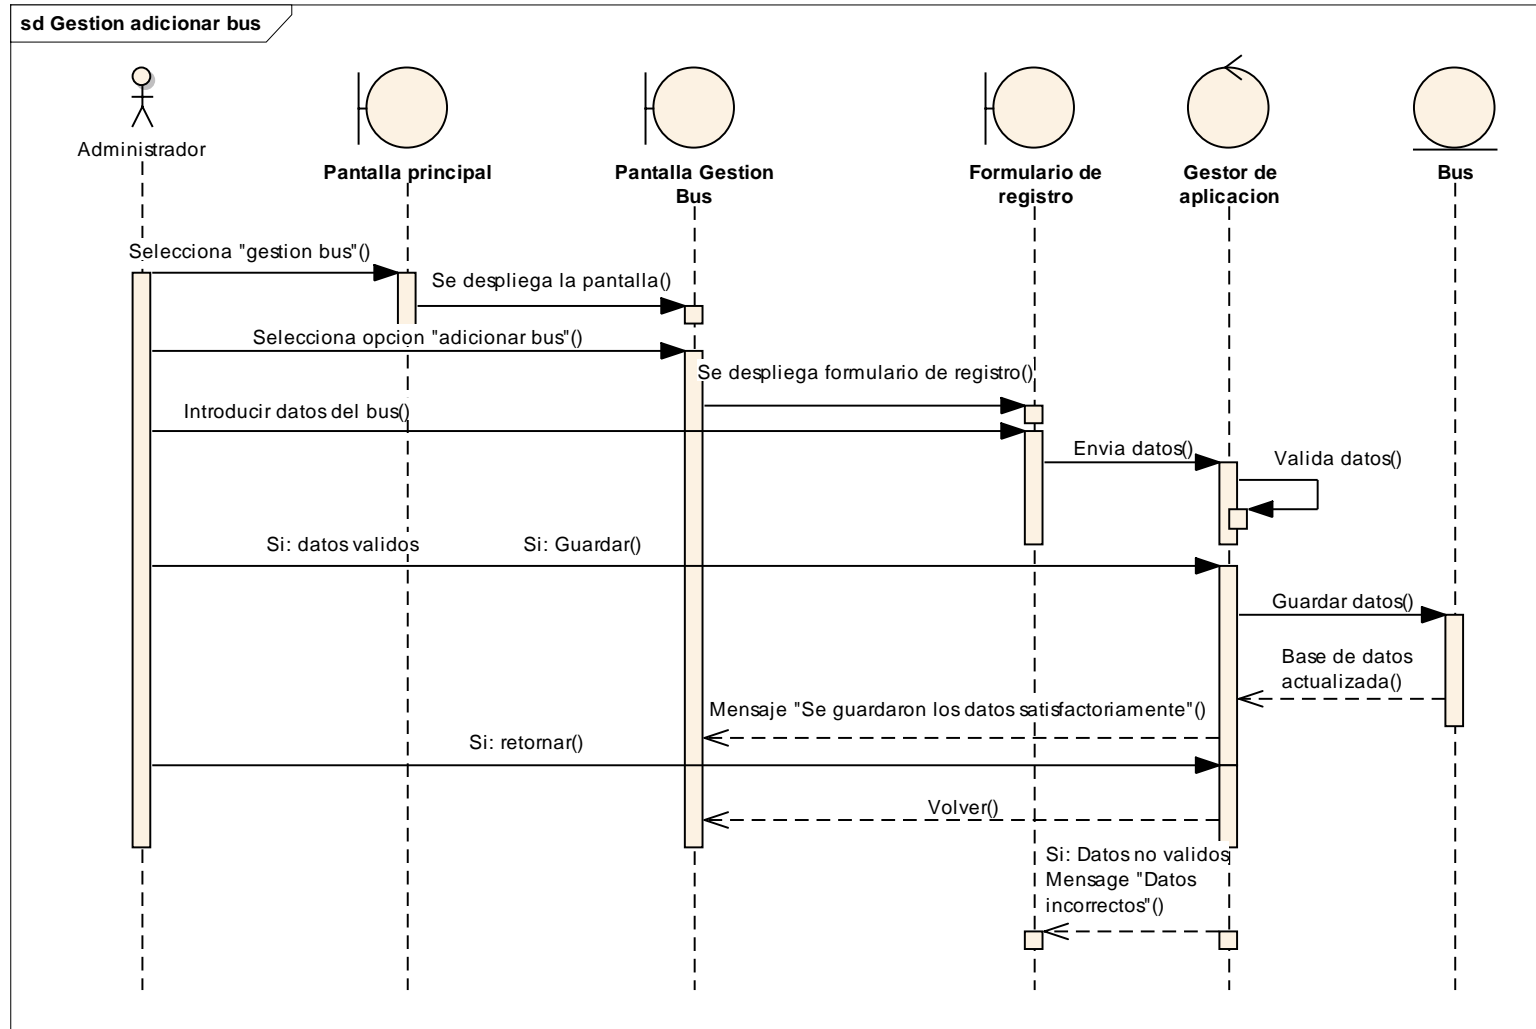 sd Gestion adicionar bus
Administrador
Pantalla principal
Pantalla Gestion
Bus
Formulario de
registro
Gestor de
aplicacion
Bus
Selecciona "gestion bus"()
Se despliega la pantalla()
Selecciona opcion "adicionar bus"()
Se despliega formulario de registro()
Introducir datos del bus()
Envia datos()
Valida datos()
Si: datos validos
Si: Guardar()
Guardar datos()
Base de datos
actualizada()
Mensaje "Se guardaron los datos satisfactoriamente"()
Si: retornar()
Volver()
Si: Datos no validos
Mensage "Datos
incorrectos"()